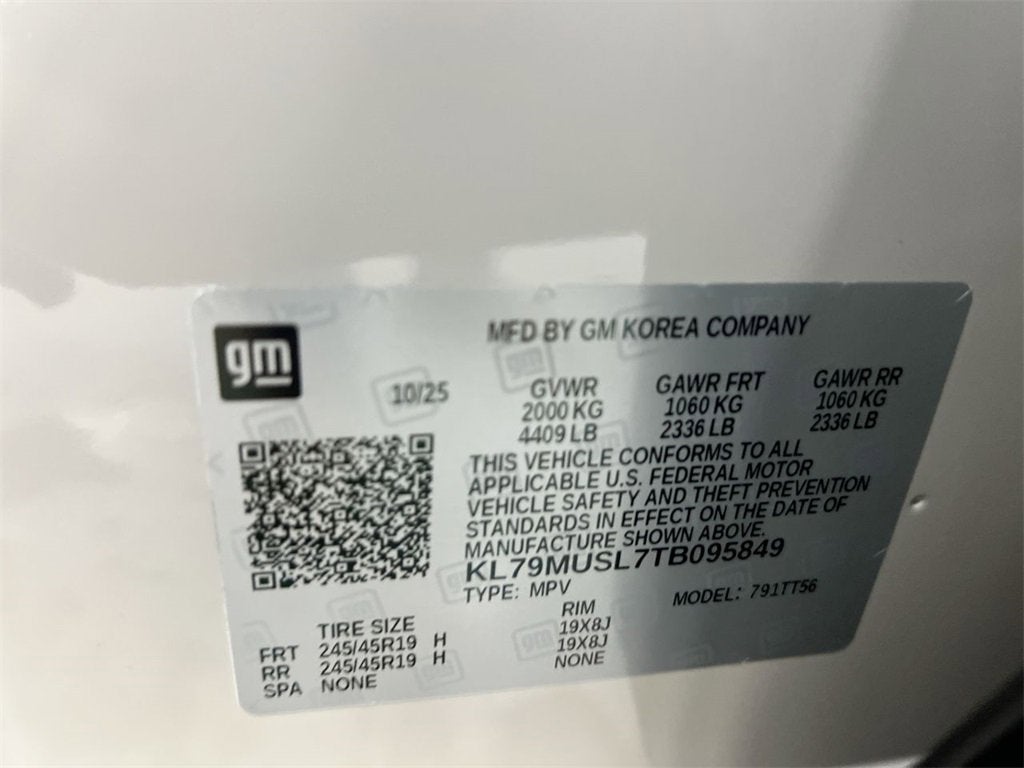 gm
MFD BY GM KOREA COMPANY
10/25
GVWR GAWR FRT GAWR RR
2000 KG 1060 KG 1060 KG
4409 LB 2336 LB 2336 LB
THIS VEHICLE CONFORMS TO ALL
APPLICABLE U.S. FEDERAL MOTOR
VEHICLE SAFETY AND THEFT PREVENTION
STANDARDS IN EFFECT ON THE DATE OF
MANUFACTURE SHOWN ABOVE.
KL79MUSL7TB095849
TYPE: MPV MODEL: 791TT56
TIRE SIZE RIM
FRT 245/45R19 H 19X8J
RR 245/45R19 H 19X8J
SPA NONE NONE